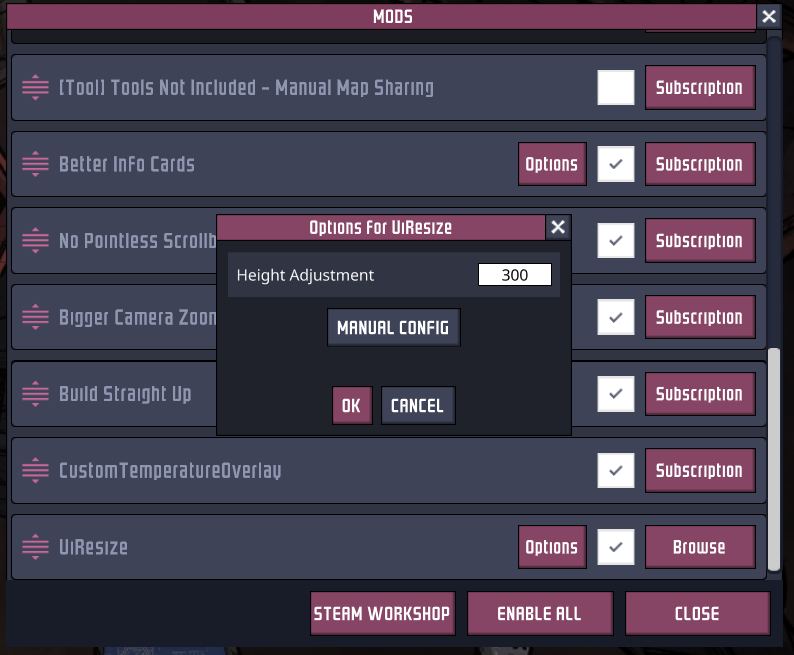 MODS
[Tool] Tools Not Included - Manual Map Sharing
Subscription
Better Info Cards
Options
Subscription
No Pointless Scrollb
Subscription
Options For UiResize
Height Adjustment
300
Bigger Camera Zoom
Subscription
MANUAL CONFIG
Build Straight Up
Subscription
OK
CANCEL
CustomTemperatureOverlay
Subscription
UiResize
Options
Browse
STEAM WORKSHOP
ENABLE ALL
CLOSE